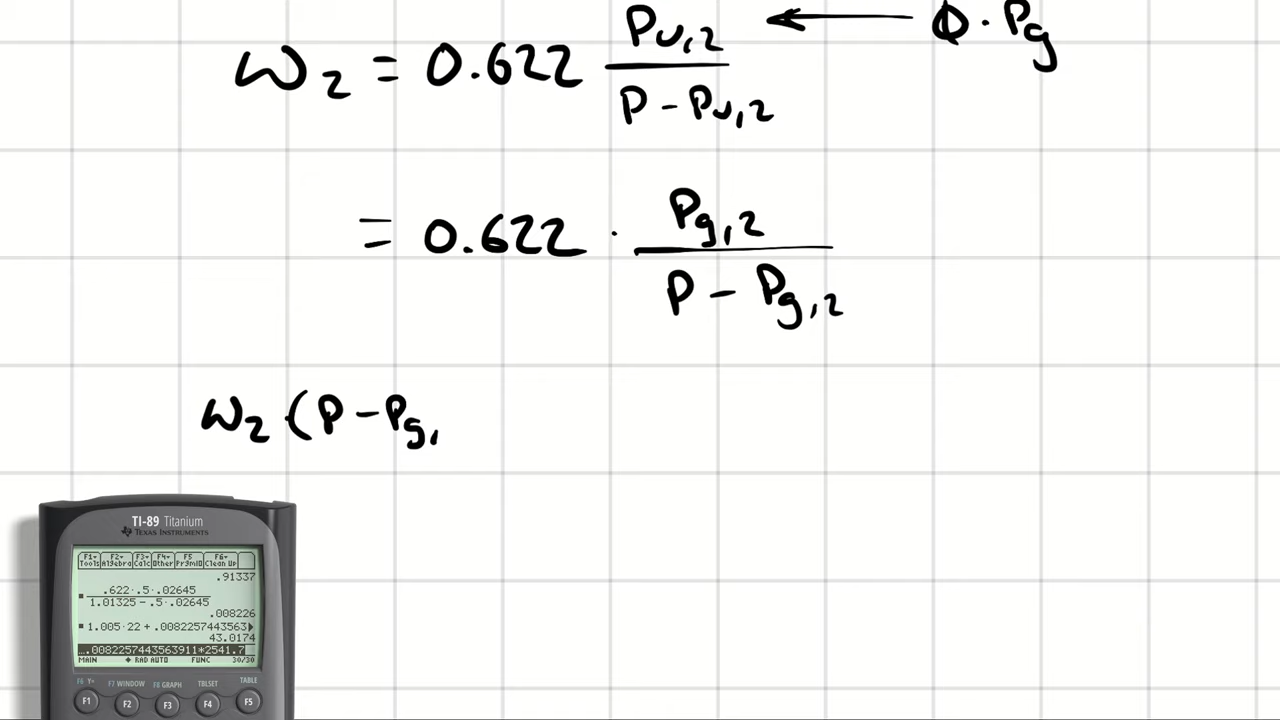 ω₂ = 0.622 Pv,2 / (P - Pv,2) ← Φ · Pg
= 0.622 · Pg,2 / (P - Pg,2)
ω₂ (P - Pg,
TI-89 Titanium
TEXAS INSTRUMENTS
F1▾ Tools F2▾ Algebra F3▾ Calc F4▾ Other F5 PrgmIO F6▾ Clean Up
.91337
.622·.5·.02645 / 1.01325 - .5·.02645
.008226
1.005·22 + .0082257443563▶
43.0174
….0082257443563911*2541.7
MAIN ◆ RAD AUTO FUNC 30/30
F6 Y= F7 WINDOW F8 GRAPH TBLSET TABLE
F1 F2 F3 F4 F5